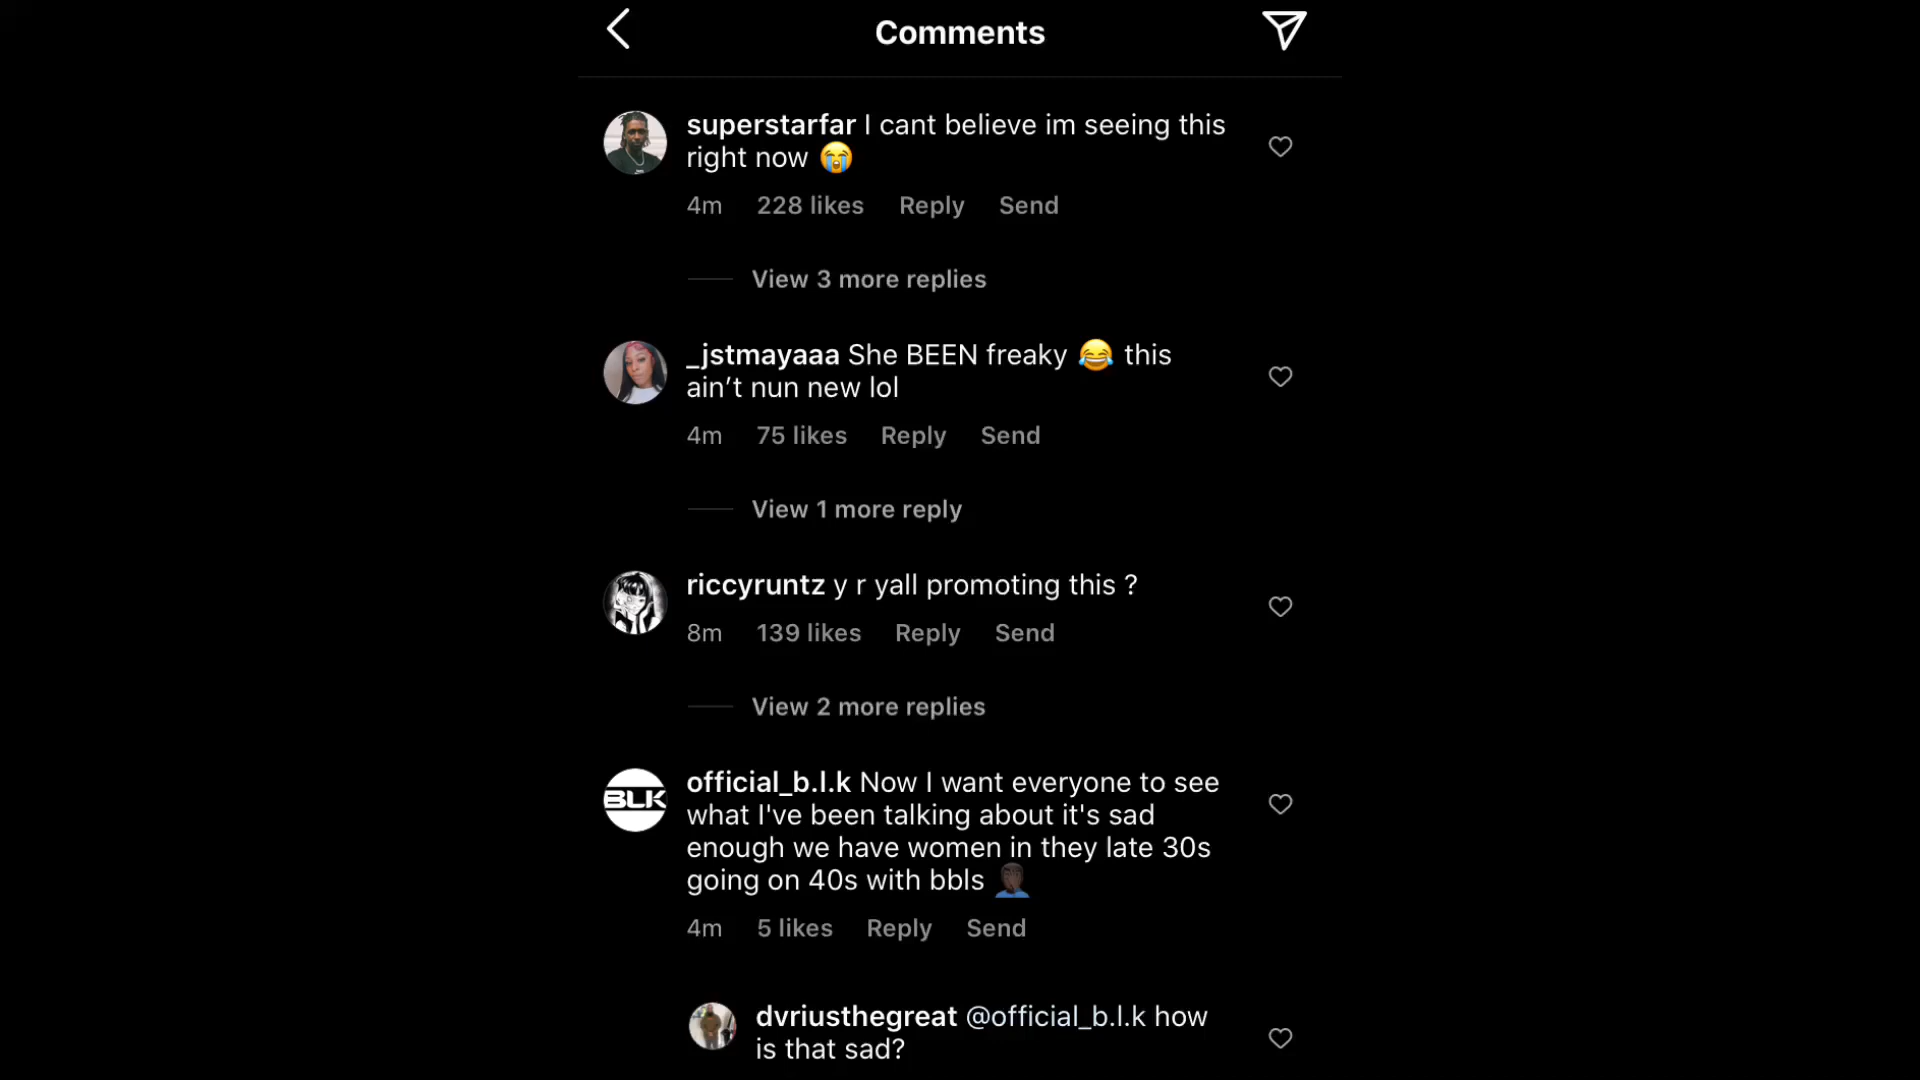 Comments
superstarfar I cant believe im seeing this
right now 😭
4m 228 likes Reply Send
View 3 more replies
_jstmayaaa She BEEN freaky 😂 this
ain’t nun new lol
4m 75 likes Reply Send
View 1 more reply
riccyruntz y r yall promoting this ?
8m 139 likes Reply Send
View 2 more replies
BLK
official_b.l.k Now I want everyone to see
what I've been talking about it's sad
enough we have women in they late 30s
going on 40s with bbls 🤦🏿‍♂️
4m 5 likes Reply Send
dvriusthegreat @official_b.l.k how
is that sad?